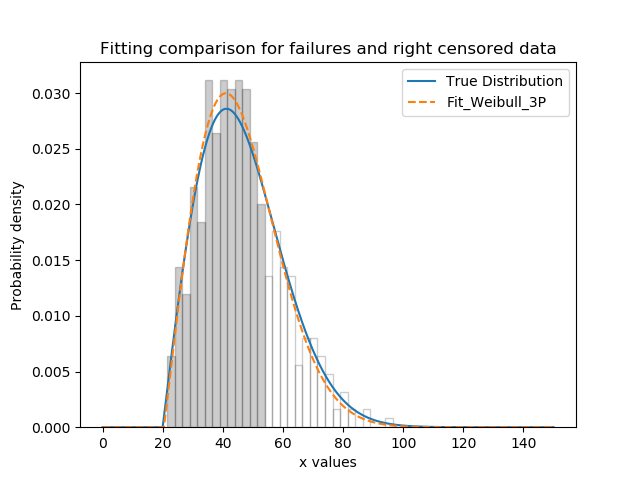 Fitting comparison for failures and right censored data
True Distribution
Fit_Weibull_3P
Probability density
0.030
0.025
0.020
0.015
0.010
0.005
0.000
0 20 40 60 80 100 120 140
x values